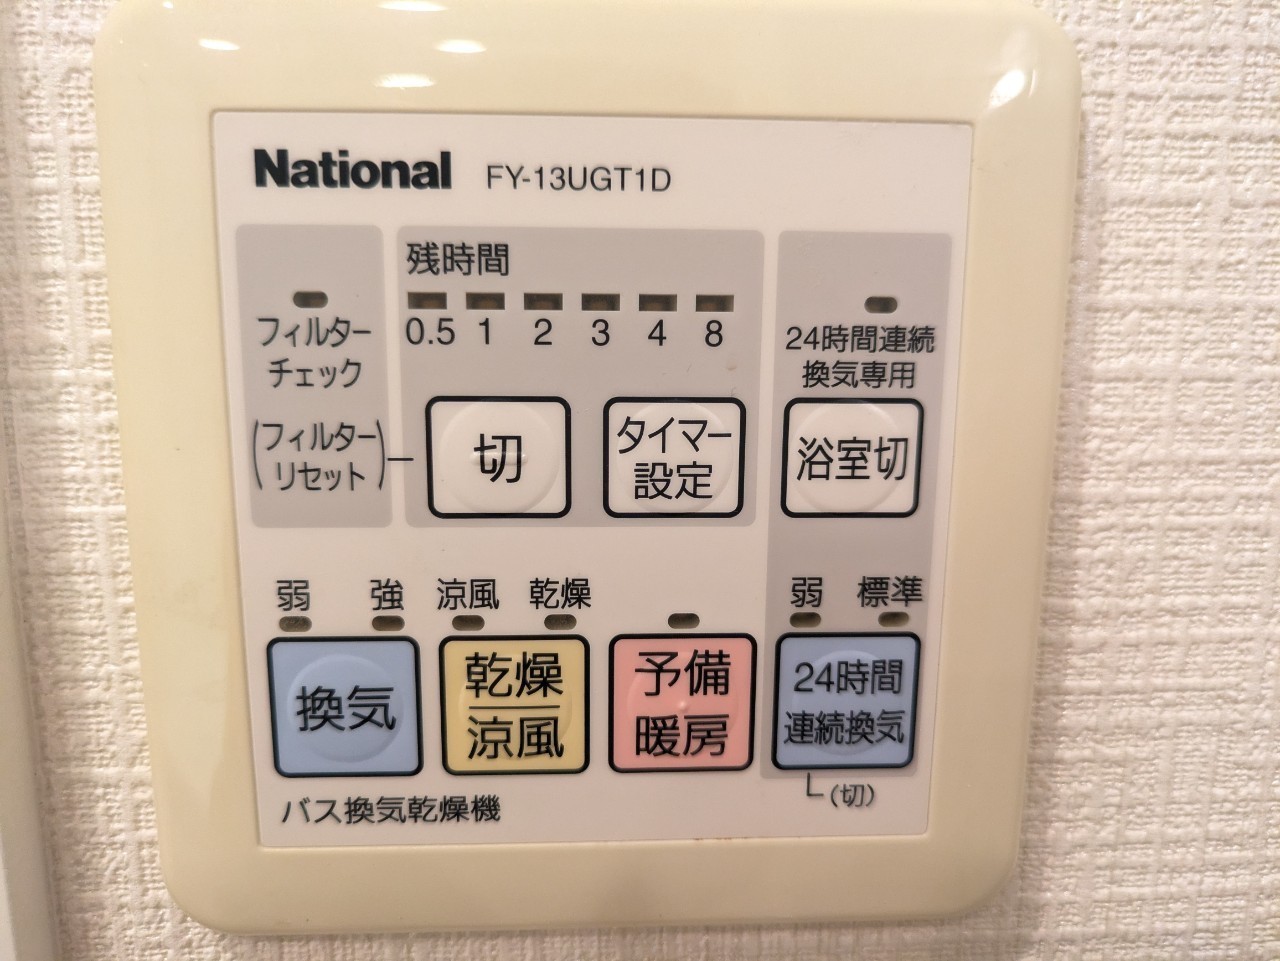 National FY-13UGT1D
フィルター
チェック
(フィルター
リセット)
残時間
0.5 1 2 3 4 8
切
タイマー
設定
24時間連続
換気専用
浴室切
弱 強
換気
涼風 乾燥
乾燥
涼風
予備
暖房
弱 標準
24時間
連続換気
(切)
バス換気乾燥機